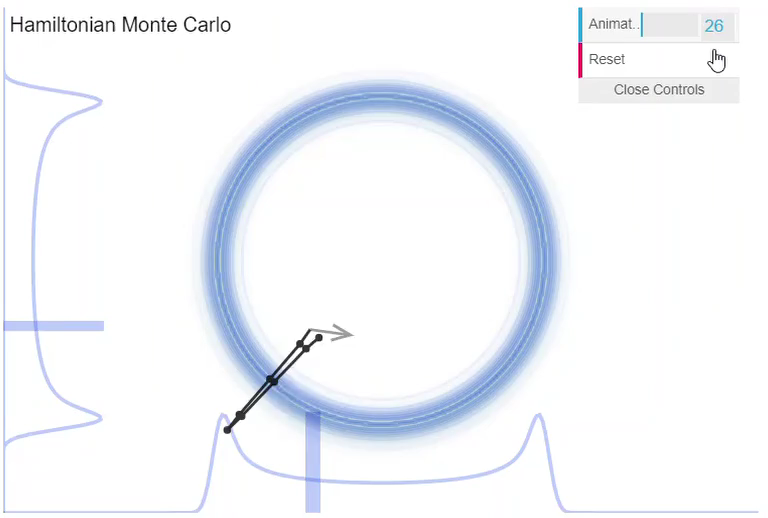 Hamiltonian Monte Carlo
Animat.. 26
Reset
Close Controls